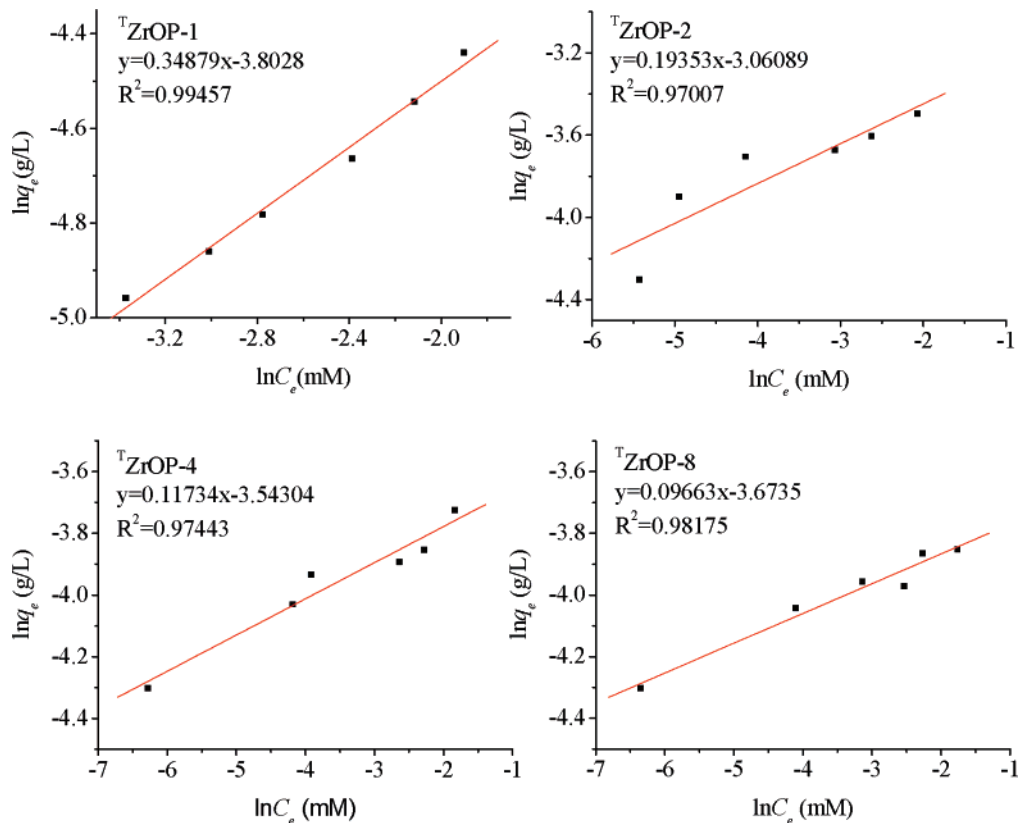 TZrOP-1
y=0.34879x-3.8028
R2=0.99457
-4.4
-4.6
-4.8
-5.0
lnqe(g/L)
-3.2 -2.8 -2.4 -2.0
lnCe(mM)
TZrOP-2
y=0.19353x-3.06089
R2=0.97007
-3.2
-3.6
-4.0
-4.4
lnqe(g/L)
-6 -5 -4 -3 -2 -1
lnCe(mM)
TZrOP-4
y=0.11734x-3.54304
R2=0.97443
-3.6
-3.8
-4.0
-4.2
-4.4
lnqe(g/L)
-7 -6 -5 -4 -3 -2 -1
lnCe (mM)
TZrOP-8
y=0.09663x-3.6735
R2=0.98175
-3.6
-3.8
-4.0
-4.2
-4.4
lnqe(g/L)
-7 -6 -5 -4 -3 -2 -1
lnCe (mM)